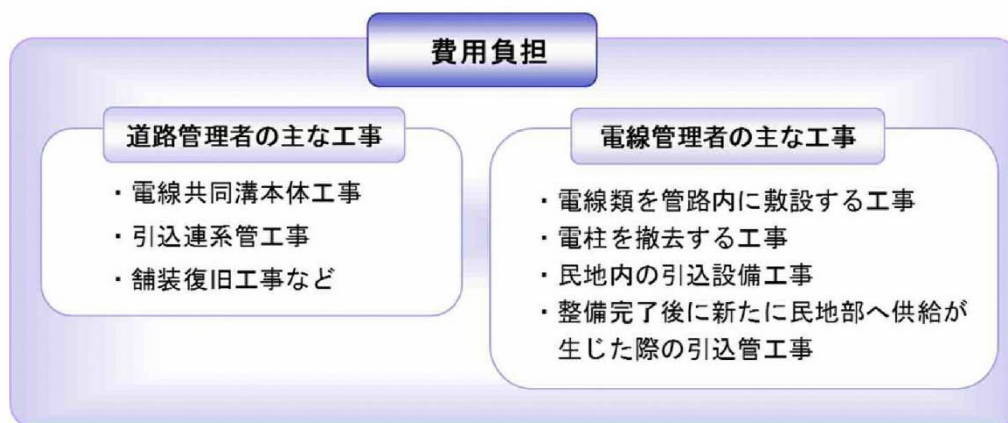 費用負担
道路管理者の主な工事
・電線共同溝本体工事
・引込連系管工事
・舗装復旧工事など
電線管理者の主な工事
・電線類を管路内に敷設する工事
・電柱を撤去する工事
・民地内の引込設備工事
・整備完了後に新たに民地部へ供給が
生じた際の引込管工事